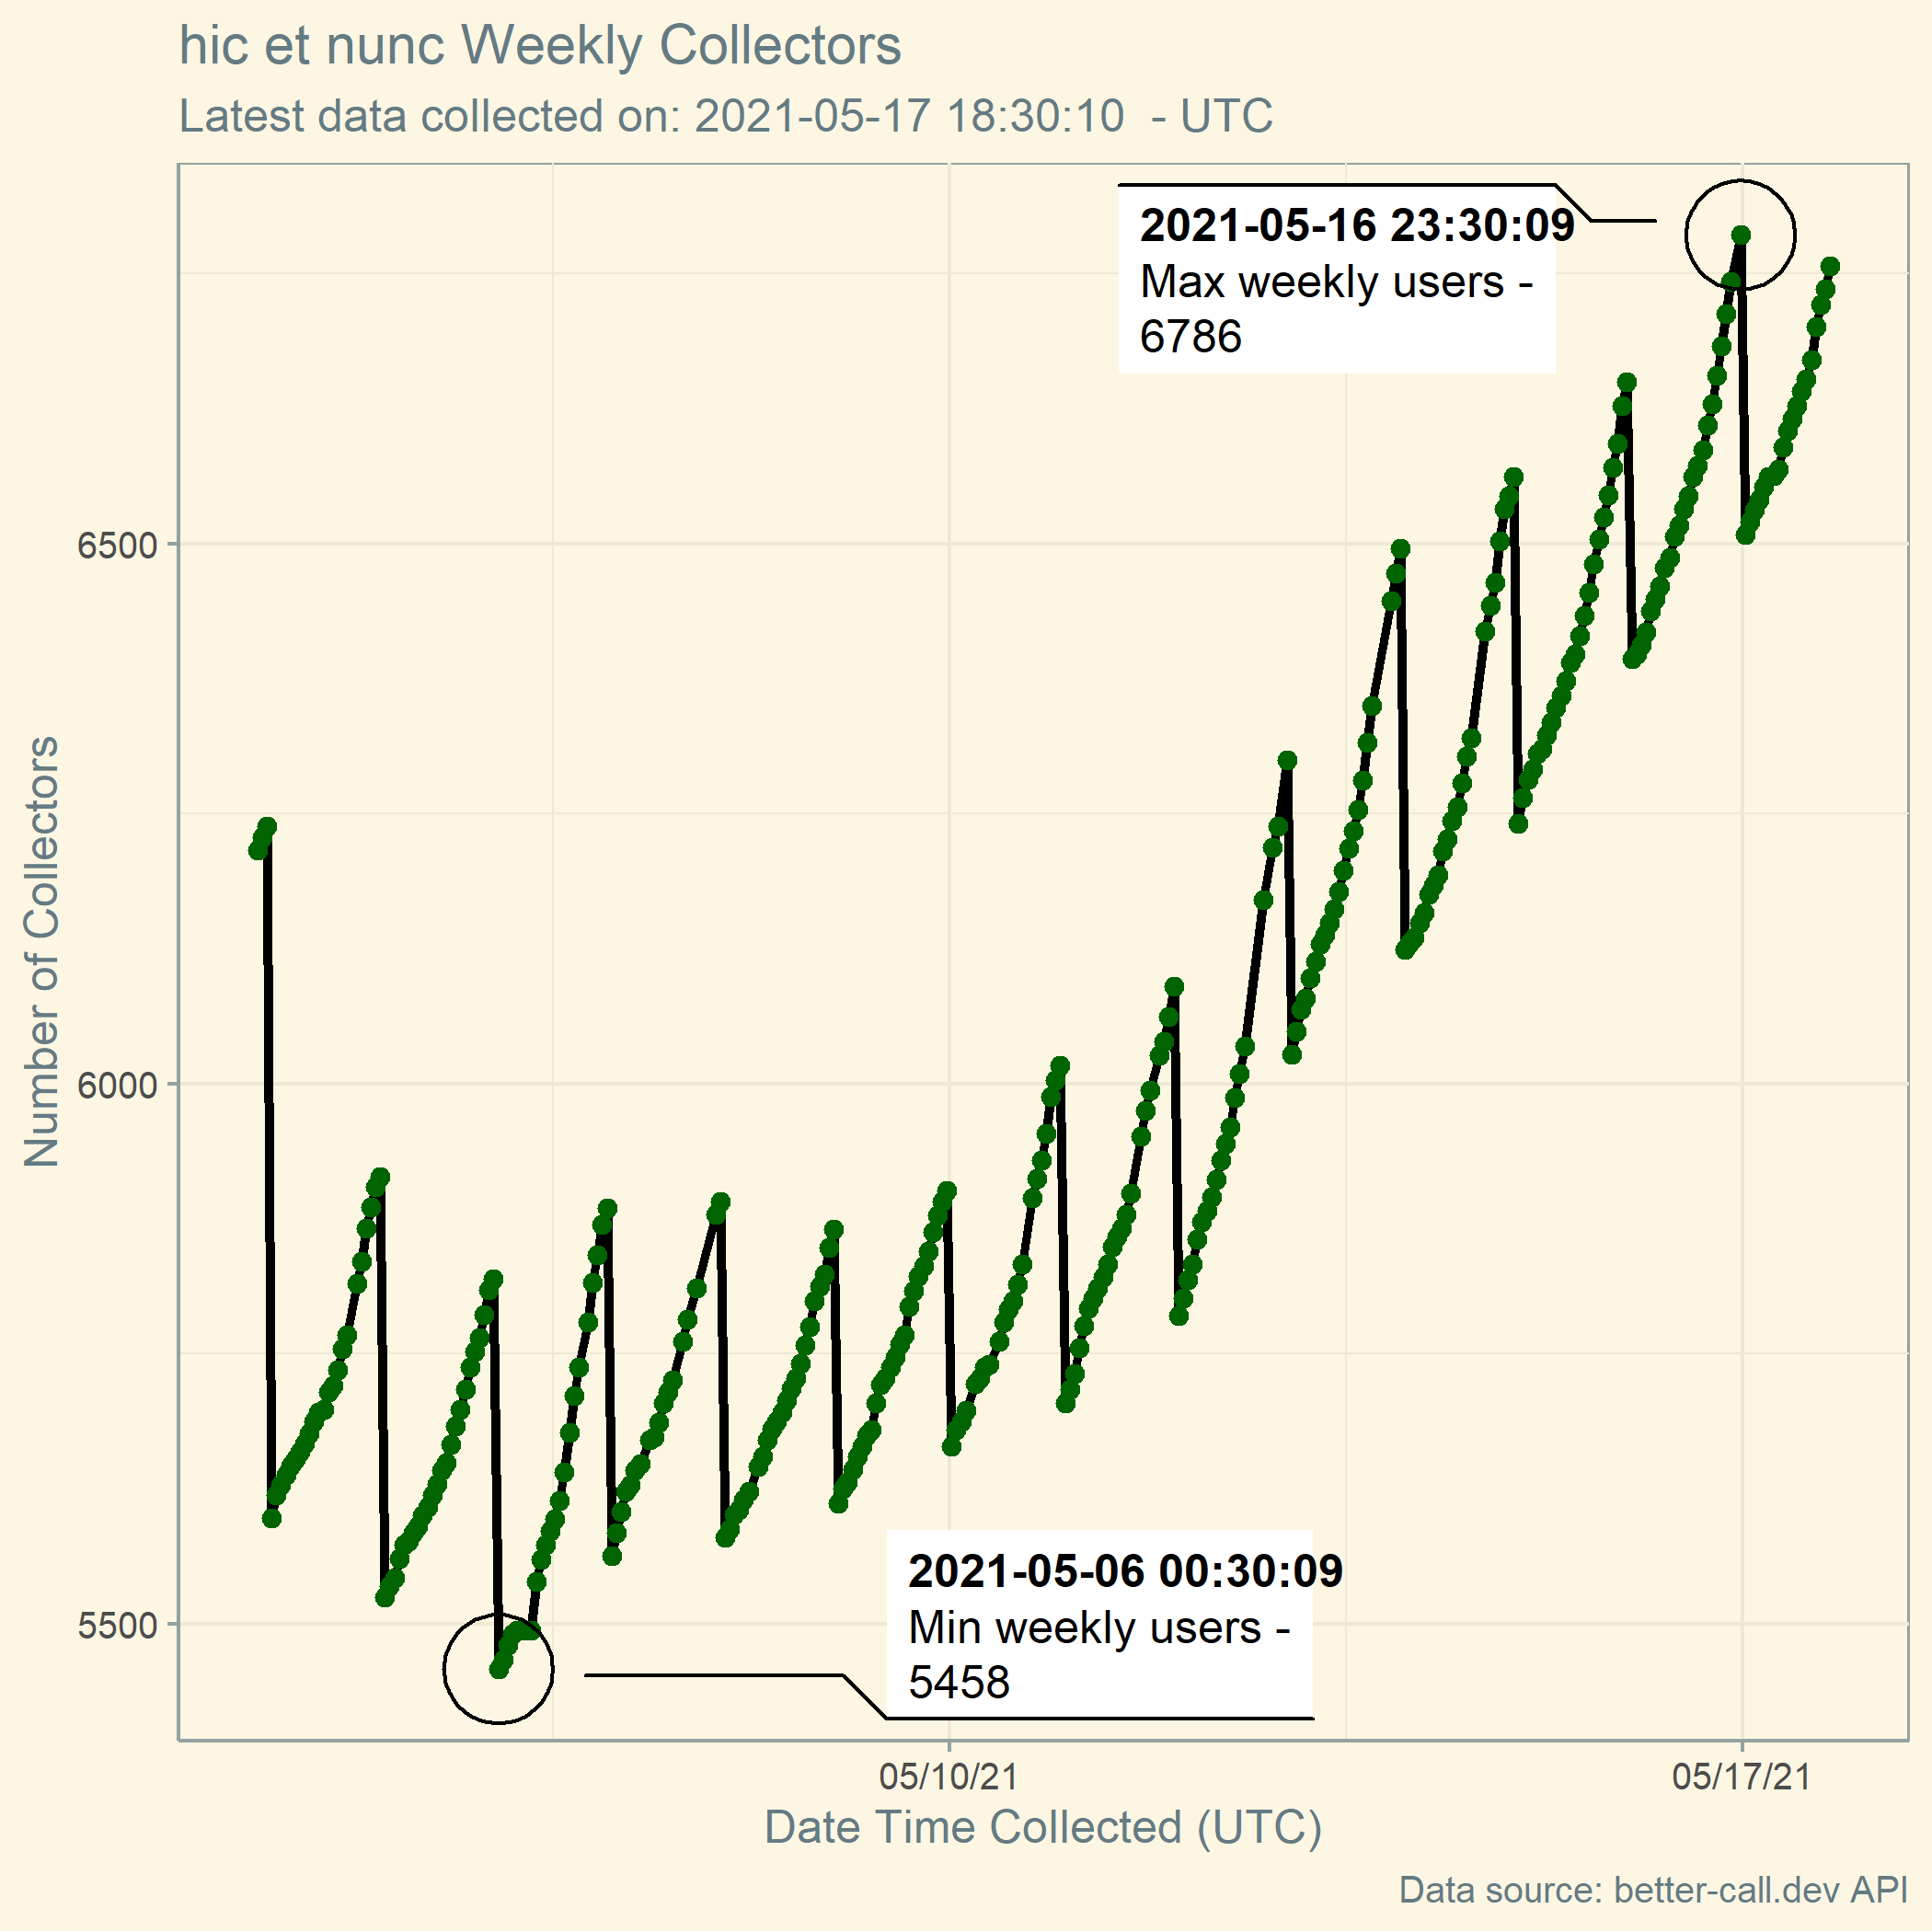 hic et nunc Weekly Collectors
Latest data collected on: 2021-05-17 18:30:10  - UTC
2021-05-16 23:30:09
Max weekly users -
6786
Number of Collectors
6500
6000
5500
2021-05-06 00:30:09
Min weekly users -
5458
05/10/21
05/17/21
Date Time Collected (UTC)
Data source: better-call.dev API